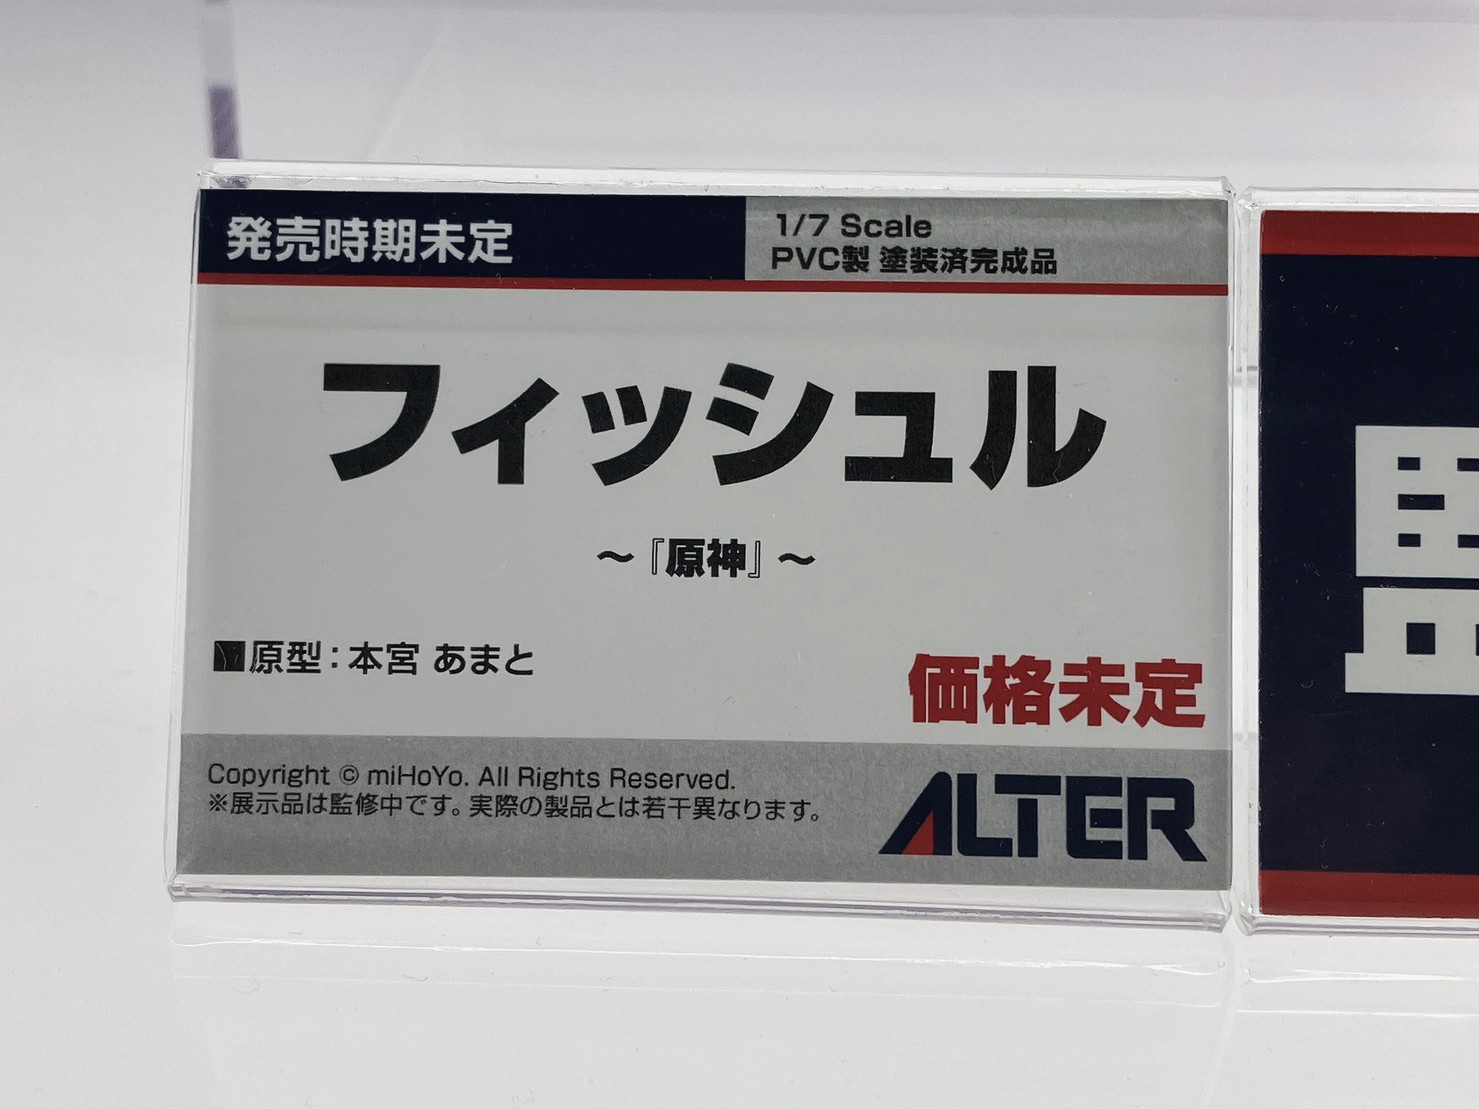 発売時期未定
1/7 Scale
PVC製 塗装済完成品
フィッシュル
～『原神』～
■原型：本宮 あまと
価格未定
Copyright © miHoYo. All Rights Reserved.
※展示品は監修中です。実際の製品とは若干異なります。
ALTER
監